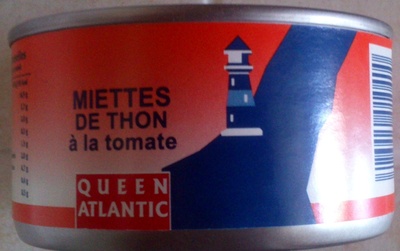 MIETTES
DE THON
à la tomate
QUEEN
ATLANTIC